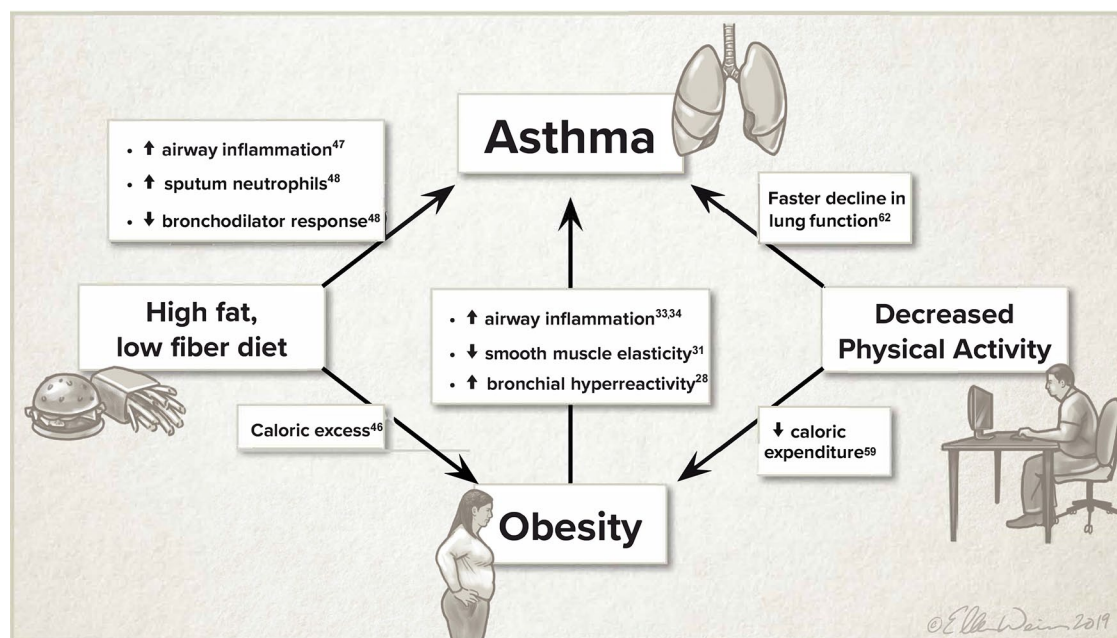 Asthma
• ↑ airway inflammation47
• ↑ sputum neutrophils48
• ↓ bronchodilator response48
Faster decline in
lung function62
High fat,
low fiber diet
• ↑ airway inflammation33,34
• ↓ smooth muscle elasticity31
• ↑ bronchial hyperreactivity28
Decreased
Physical Activity
Caloric excess46
↓ caloric
expenditure59
Obesity
© 2019